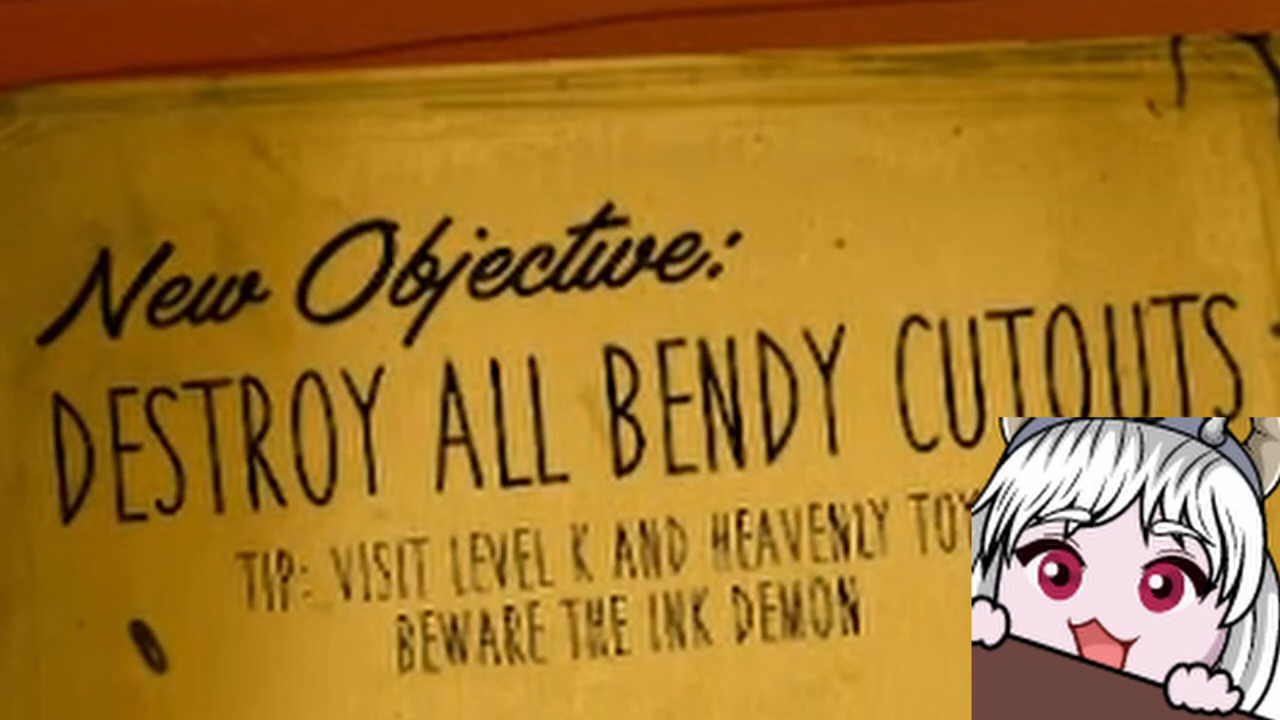 New Objective:
DESTROY ALL BENDY CUTOUTS
TIP: VISIT LEVEL K AND HEAVENLY
BEWARE THE INK DEMON